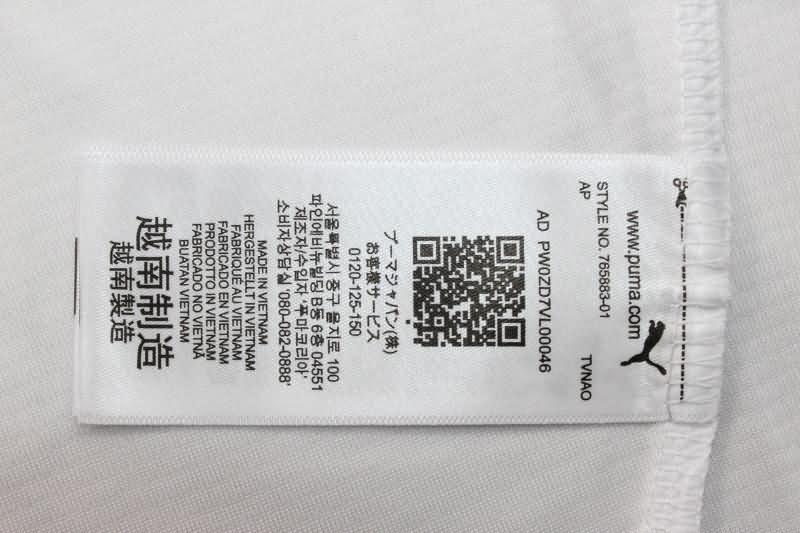 www.puma.com
STYLE NO. 765883-01
AP TVNAO
AD PW0ZD7VL00046
プーマジャパン(株)
お客様サービス
0120-125-150
서울특별시 중구 을지로 100
파인에비뉴빌딩 B동 6층 04551
제조자/수입자 '푸마코리아'
소비자상담실 '080-082-0888'
MADE IN VIETNAM
HERGESTELLT IN VIETNAM
FABRIQUÉ AU VIETNAM
FABRICADO EN VIETNAM
PRODOTTO IN VIETNAM
FABRICADO NO VIETNÃ
BUATAN VIETNAM
越南制造
越南製造